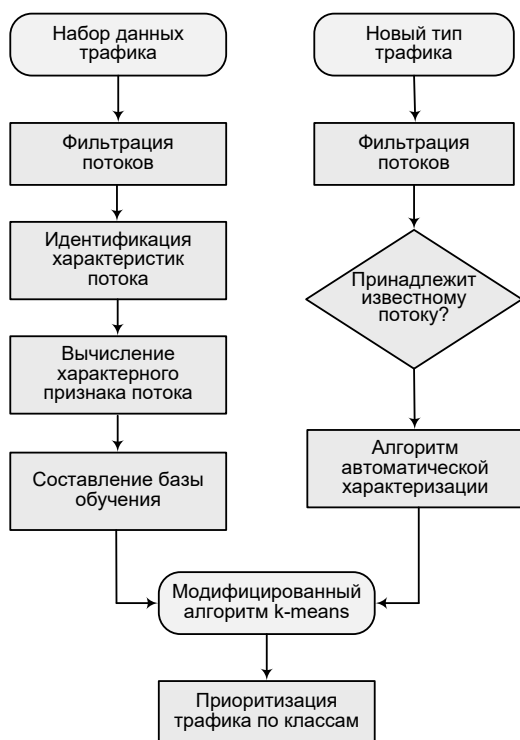 Набор данных
трафика
Фильтрация
потоков
Идентификация
характеристик
потока
Вычисление
характерного
признака потока
Составление базы
обучения
Новый тип
трафика
Фильтрация
потоков
Принадлежит
известному
потоку?
Алгоритм
автоматической
характеризации
Модифицированный
алгоритм k-means
Приоритизация
трафика по классам